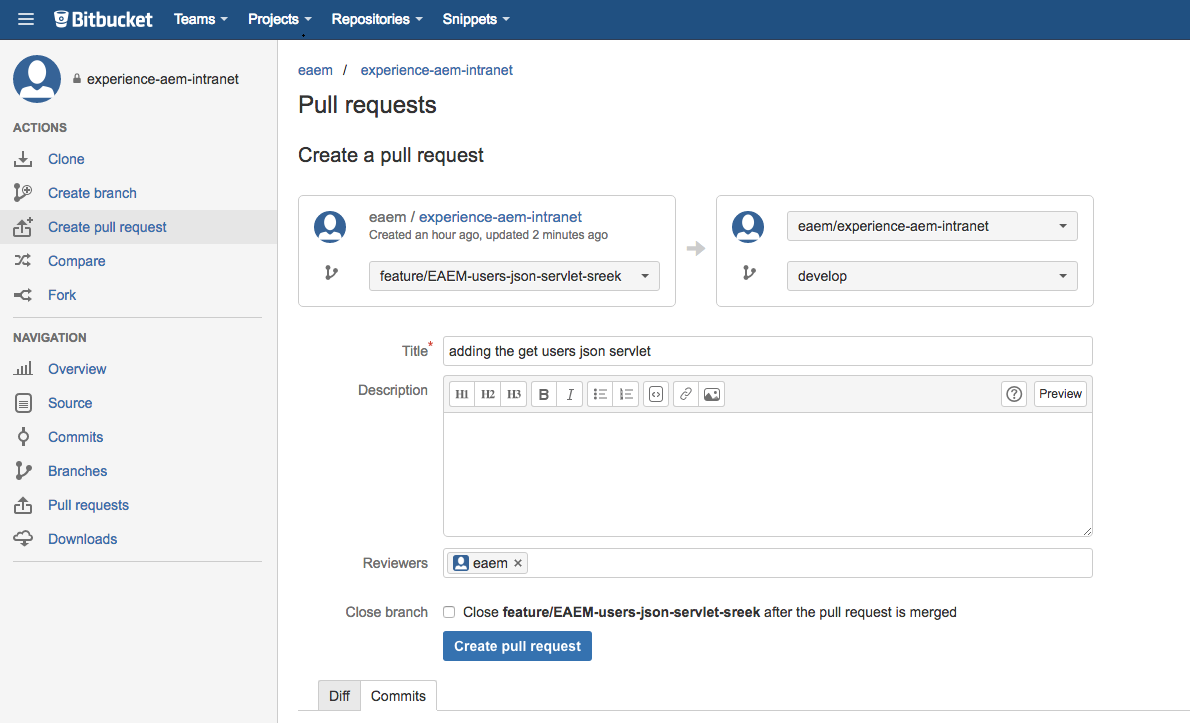 Bitbucket Teams Projects Repositories Snippets
experience-aem-intranet
ACTIONS
Clone
Create branch
Create pull request
Compare
Fork
NAVIGATION
Overview
Source
Commits
Branches
Pull requests
Downloads
eaem / experience-aem-intranet
Pull requests
Create a pull request
eaem / experience-aem-intranet
Created an hour ago, updated 2 minutes ago
feature/EAEM-users-json-servlet-sreek
eaem/experience-aem-intranet
develop
Title* adding the get users json servlet
Description H1 H2 H3 B I ? Preview
Reviewers eaem ×
Close branch Close feature/EAEM-users-json-servlet-sreek after the pull request is merged
Create pull request
Diff Commits